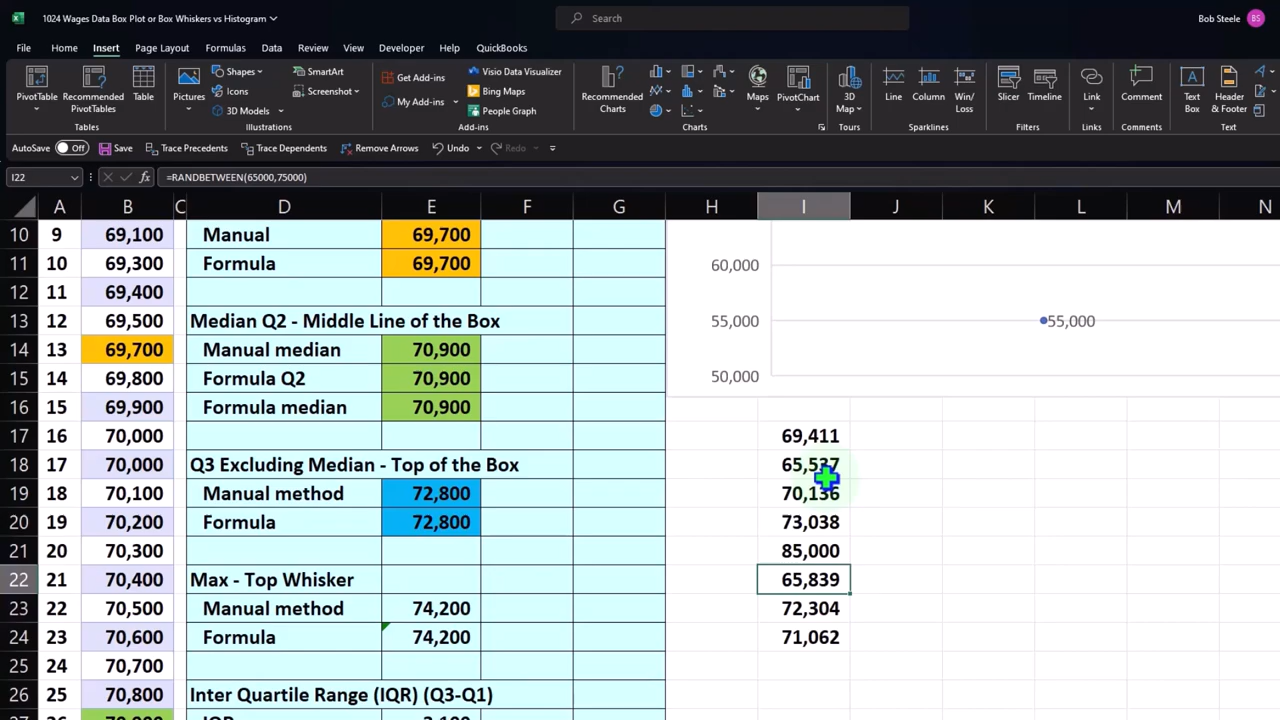 1024 Wages Data Box Plot or Box Whiskers vs Histogram
Search
Bob Steele BS
File Home Insert Page Layout Formulas Data Review View Developer Help QuickBooks
PivotTable Recommended PivotTables Table
Tables
Pictures Shapes Icons 3D Models SmartArt Screenshot
Illustrations
Get Add-ins My Add-ins Visio Data Visualizer Bing Maps People Graph
Add-ins
Recommended Charts Maps PivotChart
Charts
3D Map
Tours
Line Column Win/Loss
Sparklines
Slicer Timeline
Filters
Link
Links
Comment
Comments
Text Box Header & Footer
Text
AutoSave Off Save Trace Precedents Trace Dependents Remove Arrows Undo Redo
I22 fx =RANDBETWEEN(65000,75000)
A B C D E F G H I J K L M N
10 9 69,100 Manual 69,700
11 10 69,300 Formula 69,700 60,000
12 11 69,400
13 12 69,500 Median Q2 - Middle Line of the Box 55,000 55,000
14 13 69,700 Manual median 70,900
15 14 69,800 Formula Q2 70,900 50,000
16 15 69,900 Formula median 70,900
17 16 70,000 69,411
18 17 70,000 Q3 Excluding Median - Top of the Box 65,537
19 18 70,100 Manual method 72,800 70,136
20 19 70,200 Formula 72,800 73,038
21 20 70,300 85,000
22 21 70,400 Max - Top Whisker 65,839
23 22 70,500 Manual method 74,200 72,304
24 23 70,600 Formula 74,200 71,062
25 24 70,700
26 25 70,800 Inter Quartile Range (IQR) (Q3-Q1)